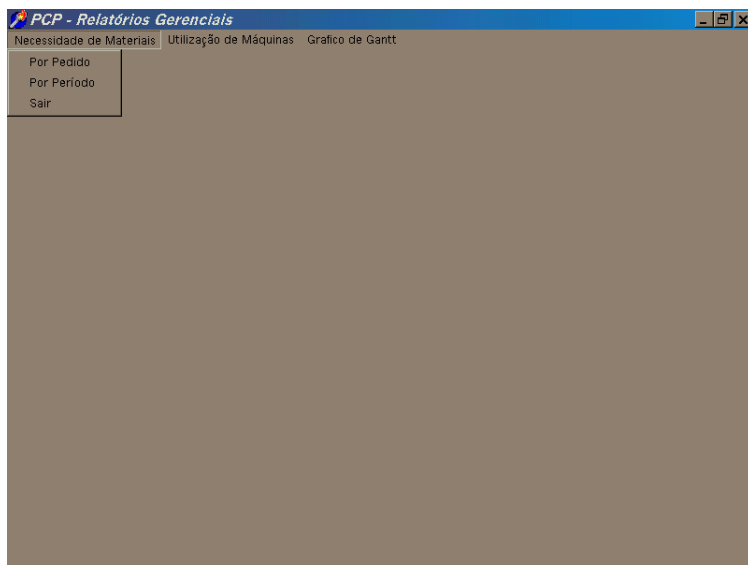 PCP - Relatórios Gerenciais
Necessidade de Materiais Utilização de Máquinas Grafico de Gantt
Por Pedido
Por Período
Sair